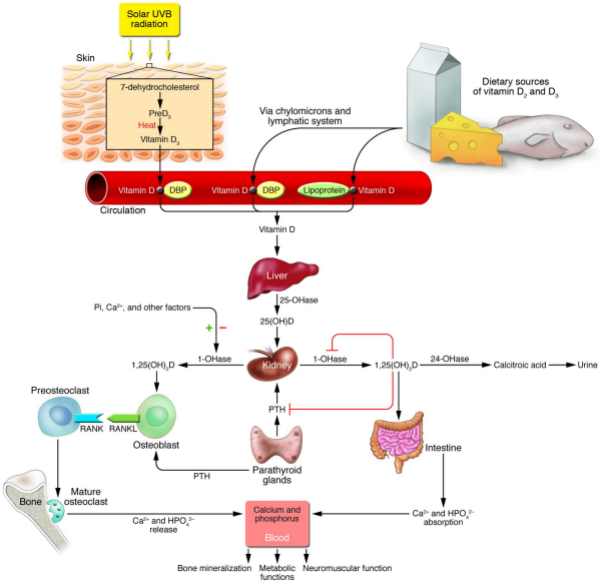 Solar UVB
radiation
Skin
7-dehydrocholesterol
PreD₃
Heat
Vitamin D₃
Via chylomicrons and
lymphatic system
Dietary sources
of vitamin D₂ and D₃
Vitamin D DBP Vitamin D DBP Lipoprotein Vitamin D
Circulation
Vitamin D
Liver
25-OHase
25(OH)D
Pi, Ca²⁺, and other factors
+ −
1,25(OH)₂D 1-OHase Kidney 1-OHase 1,25(OH)₂D 24-OHase Calcitroic acid Urine
Preosteoclast
RANK RANKL
Osteoblast
PTH
Parathyroid
glands
PTH
Intestine
Bone
Mature
osteoclast
Ca²⁺ and HPO₄²⁻
release
Calcium and
phosphorus
Blood
Ca²⁺ and HPO₄²⁻
absorption
Bone mineralization
Metabolic
functions
Neuromuscular function